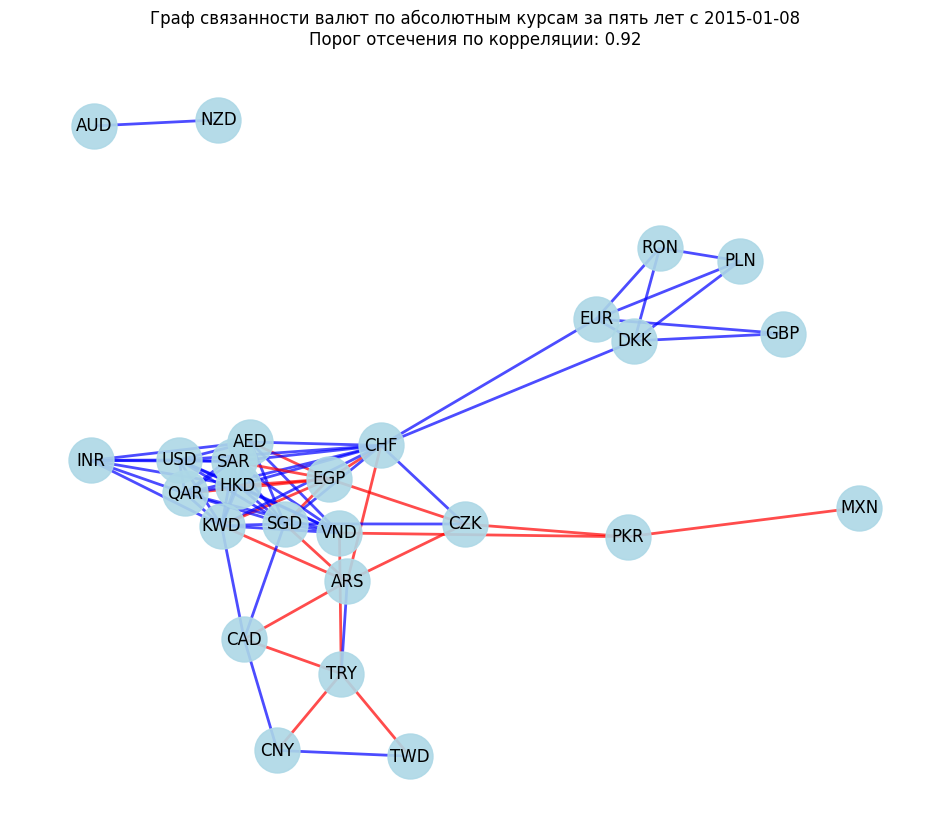 Граф связанности валют по абсолютным курсам за пять лет с 2015-01-08
Порог отсечения по корреляции: 0.92
AUD
NZD
RON
PLN
EUR
GBP
DKK
AED
CHF
INR
USD
SAR
EGP
HKD
QAR
MXN
KWD
SGD
VND
CZK
PKR
ARS
CAD
TRY
CNY
TWD